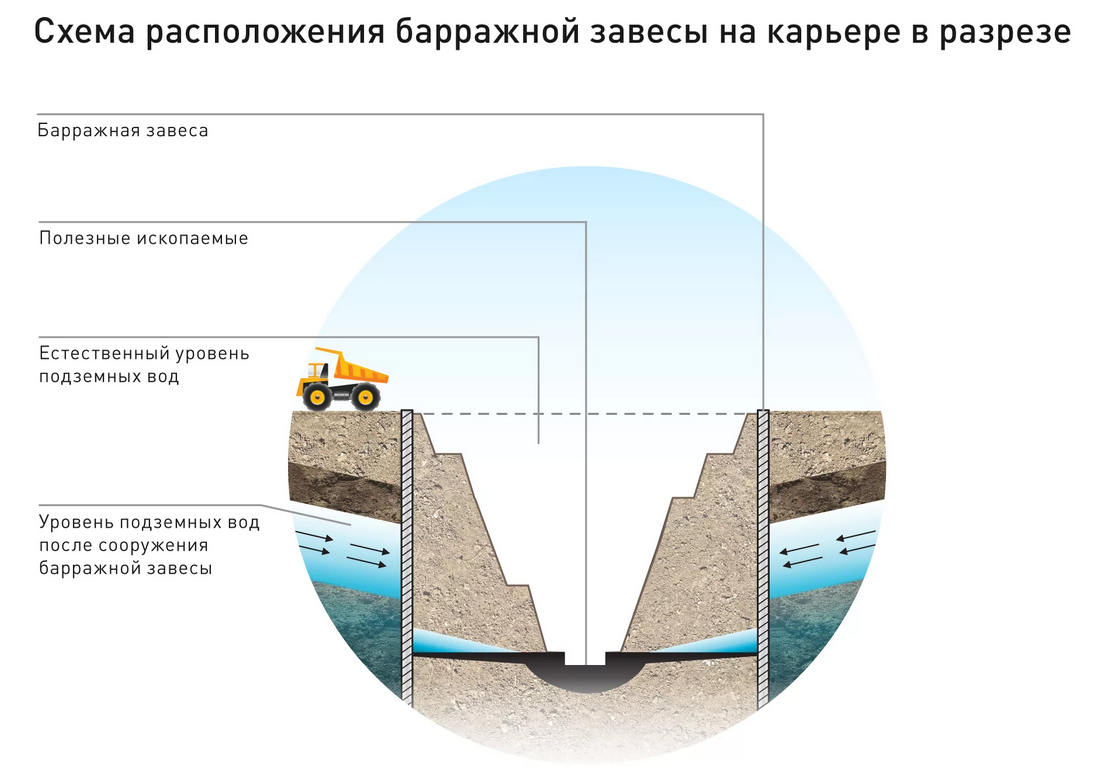 Схема расположения барражной завесы на карьере в разрезе
Барражная завеса
Полезные ископаемые
Естественный уровень
подземных вод
Уровень подземных вод
после сооружения
барражной завесы